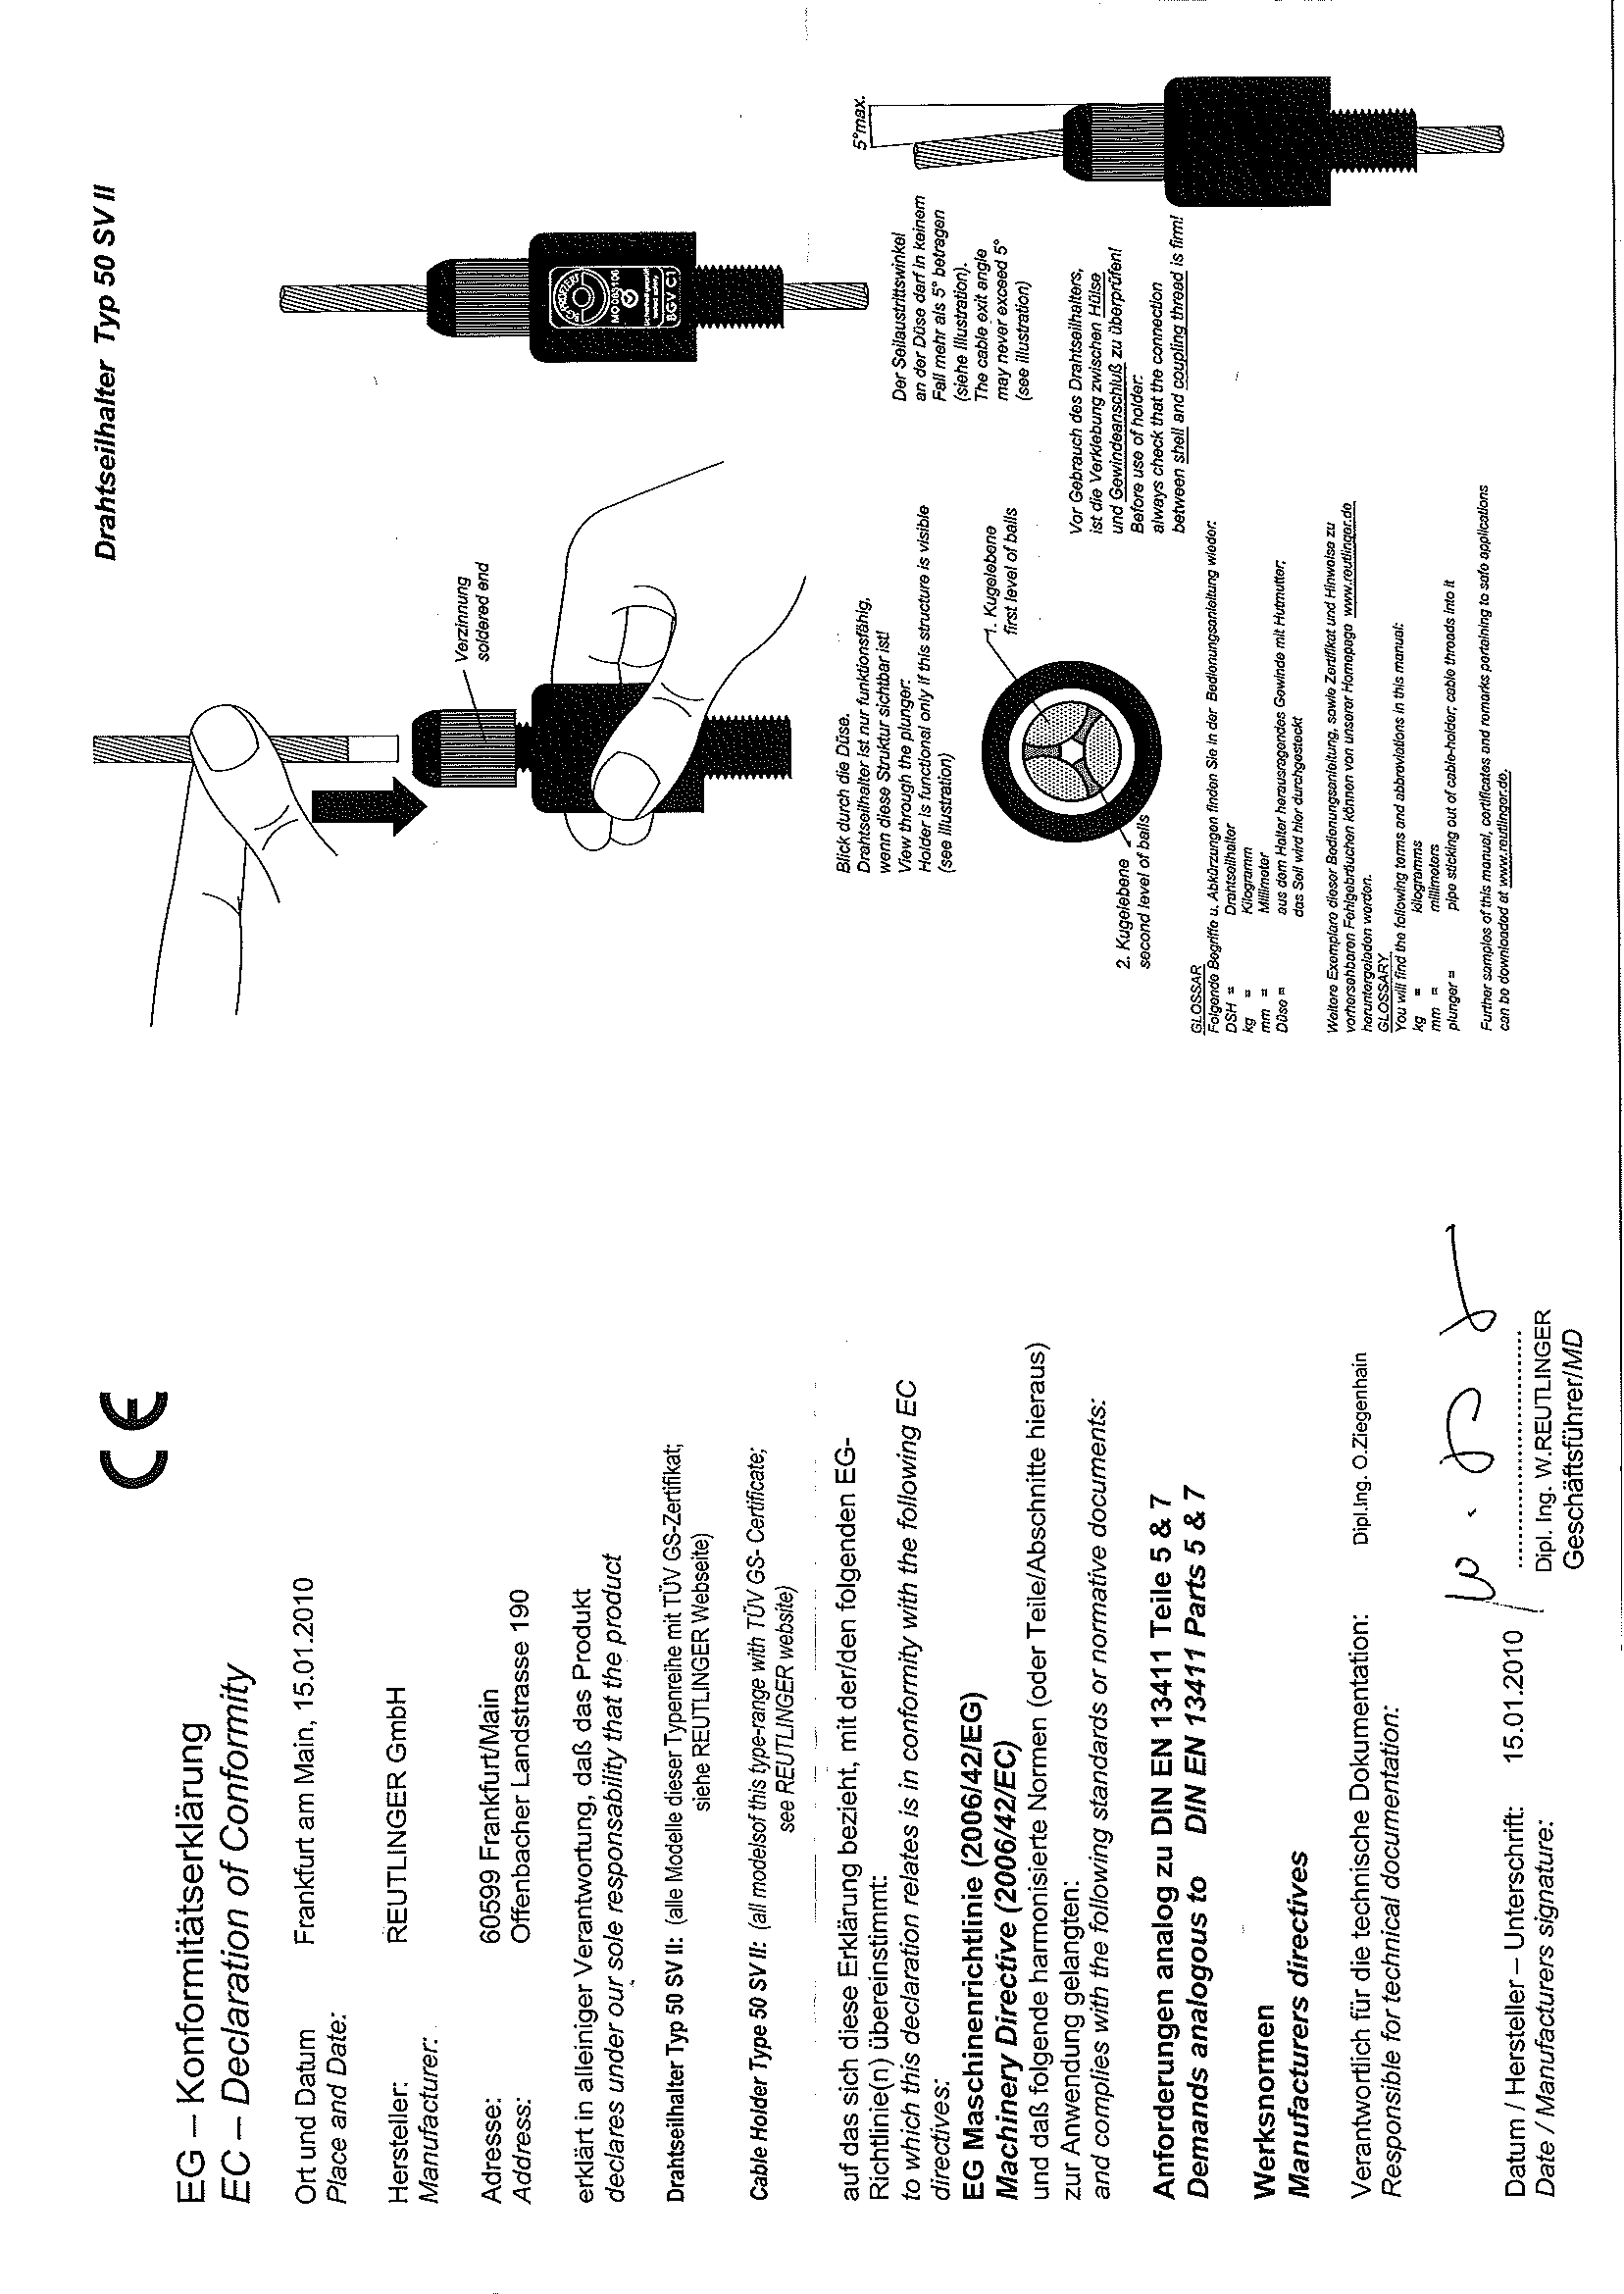 EG – Konformitätserklärung
EC – Declaration of Conformity
CE
Ort und Datum Frankfurt am Main, 15.01.2010
Place and Date:
Hersteller: REUTLINGER GmbH
Manufacturer:
Adresse: 60599 Frankfurt/Main
Address: Offenbacher Landstrasse 190
erklärt in alleiniger Verantwortung, daß das Produkt
declares under our sole responsability that the product
Drahtseilhalter Typ 50 SV II: (alle Modelle dieser Typenreihe mit TÜV GS-Zertifikat;
siehe REUTLINGER Webseite)
Cable Holder Type 50 SV II: (all modelsof this type-range with TÜV GS- Certificate;
see REUTLINGER website)
auf das sich diese Erklärung bezieht, mit der/den folgenden EG-
Richtlinie(n) übereinstimmt:
to which this declaration relates is in conformity with the following EC
directives:
EG Maschinenrichtlinie (2006/42/EG)
Machinery Directive (2006/42/EC)
und daß folgende harmonisierte Normen (oder Teile/Abschnitte hieraus)
zur Anwendung gelangten:
and complies with the following standards or normative documents:
Anforderungen analog zu DIN EN 13411 Teile 5 & 7
Demands analogous to DIN EN 13411 Parts 5 & 7
Werksnormen
Manufacturers directives
Verantwortlich für die technische Dokumentation: Dipl.Ing. O.Ziegenhain
Responsible for technical documentation:
Datum / Hersteller – Unterschrift: 15.01.2010
Date / Manufacturers signature:
Dipl. Ing. W.REUTLINGER
Geschäftsführer/MD
Drahtseilhalter Typ 50 SV II
Verzinnung
soldered end
BGV C1
5°max.
Blick durch die Düse.
Drahtseilhalter ist nur funktionsfähig,
wenn diese Struktur sichtbar ist!
View through the plunger:
Holder is functional only if this structure is visible
(see illustration)
1. Kugelebene
first level of balls
2. Kugelebene
second level of balls
Der Seilaustrittswinkel
an der Düse darf in keinem
Fall mehr als 5° betragen
(siehe Illustration).
The cable exit angle
may never exceed 5°
(see illustration)
Vor Gebrauch des Drahtseilhalters,
ist die Verklebung zwischen Hülse
und Gewindeanschluß zu überprüfen!
Before use of holder:
always check that the connection
between shell and coupling thread is firm!
GLOSSAR
Folgende Begriffe u. Abkürzungen finden Sie in der Bedienungsanleitung wieder:
DSH = Drahtseilhalter
kg = Kilogramm
mm = Millimeter
Düse = aus dem Halter herausragendes Gewinde mit Hutmutter;
das Seil wird hier durchgesteckt
Weitere Exemplare dieser Bedienungsanleitung, sowie Zertifikat und Hinweise zu
vorhersehbaren Fehlgebräuchen können von unserer Homepage www.reutlinger.de
heruntergeladen werden.
GLOSSARY
You will find the following terms and abbrevations in this manual:
kg = kilogramms
mm = millimeters
plunger = pipe sticking out of cable-holder; cable threads into it
Further samples of this manual, certificates and remarks pertaining to safe applications
can be downloaded at www.reutlinger.de.